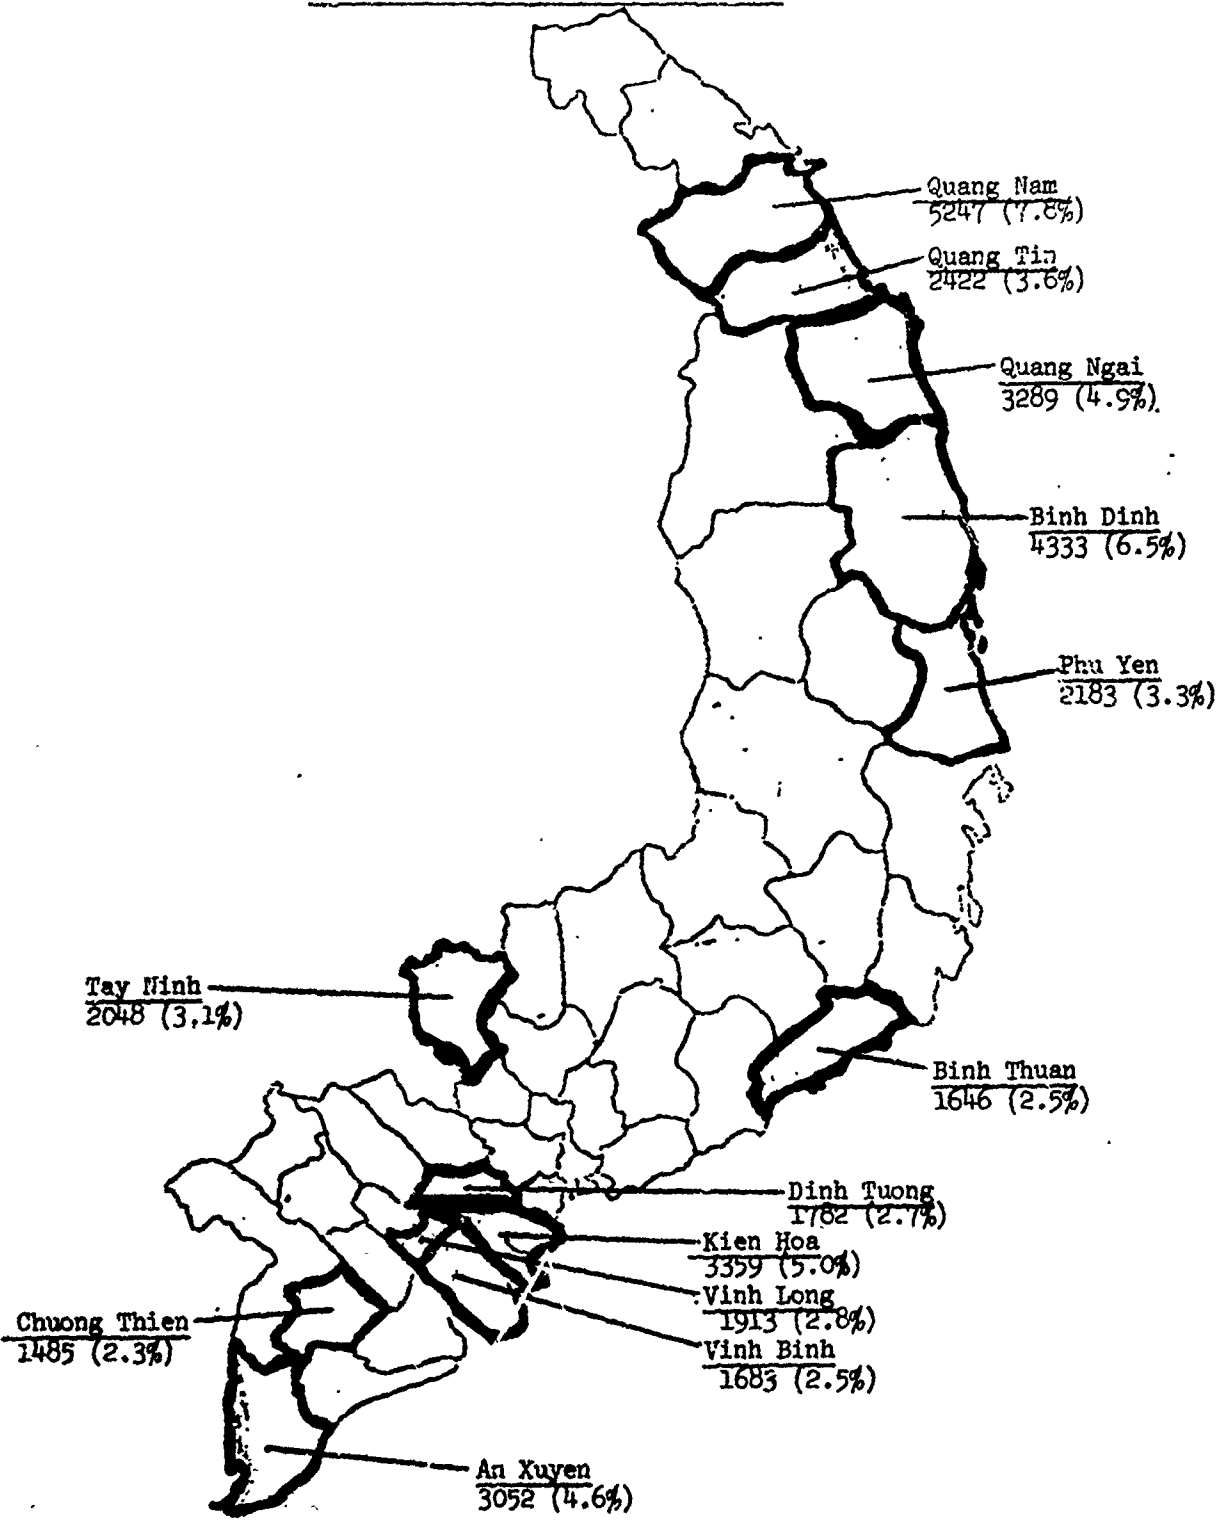 Quang Nam
5247 (7.8%)
Quang Tin
2422 (3.6%)
Quang Ngai
3289 (4.9%)
Binh Dinh
4333 (6.5%)
Phu Yen
2183 (3.3%)
Tay Ninh
2048 (3.1%)
Binh Thuan
1646 (2.5%)
Dinh Tuong
1782 (2.7%)
Kien Hoa
3359 (5.0%)
Vinh Long
1913 (2.8%)
Chuong Thien
1485 (2.3%)
Vinh Binh
1683 (2.5%)
An Xuyen
3052 (4.6%)